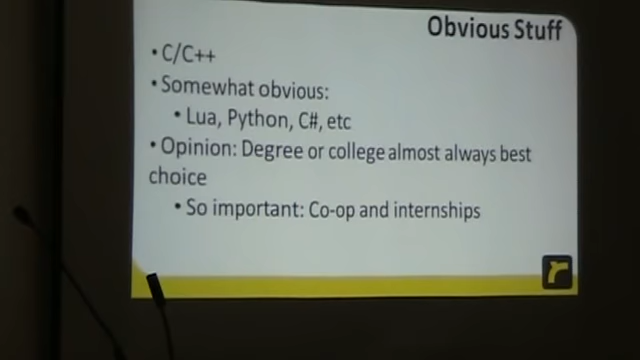 Obvious Stuff
• C/C++
• Somewhat obvious:
• Lua, Python, C#, etc
• Opinion: Degree or college almost always best
choice
• So important: Co-op and internships